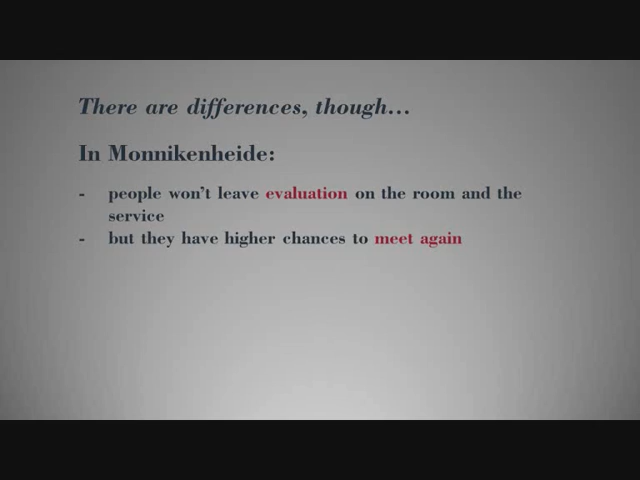 There are differences, though...
In Monnikenheide:
- people won't leave evaluation on the room and the
service
- but they have higher chances to meet again